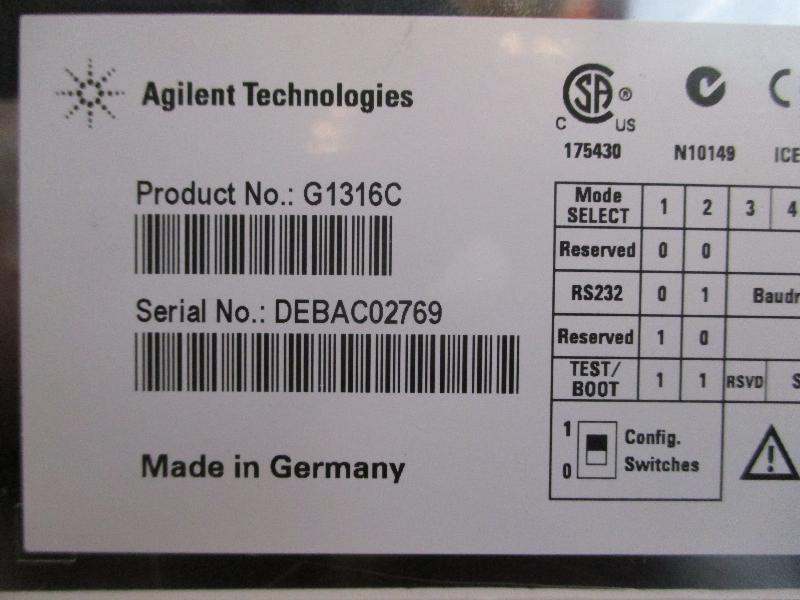 Agilent Technologies
C US
175430
N10149
ICE
Product No.: G1316C
Serial No.: DEBAC02769
Made in Germany
Mode SELECT 1 2 3 4
Reserved 0 0
RS232 0 1
Reserved 1 0
TEST/ BOOT 1 1 RSVD S
1
0
Config.
Switches